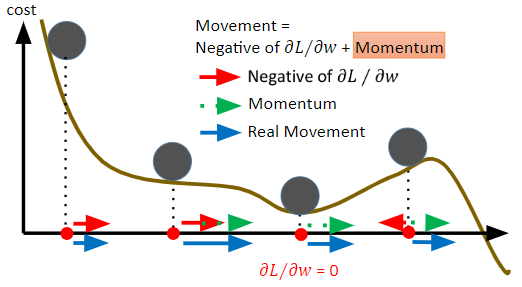 cost
Movement =
Negative of ∂L/∂w + Momentum
Negative of ∂L / ∂w
Momentum
Real Movement
∂L/∂w = 0